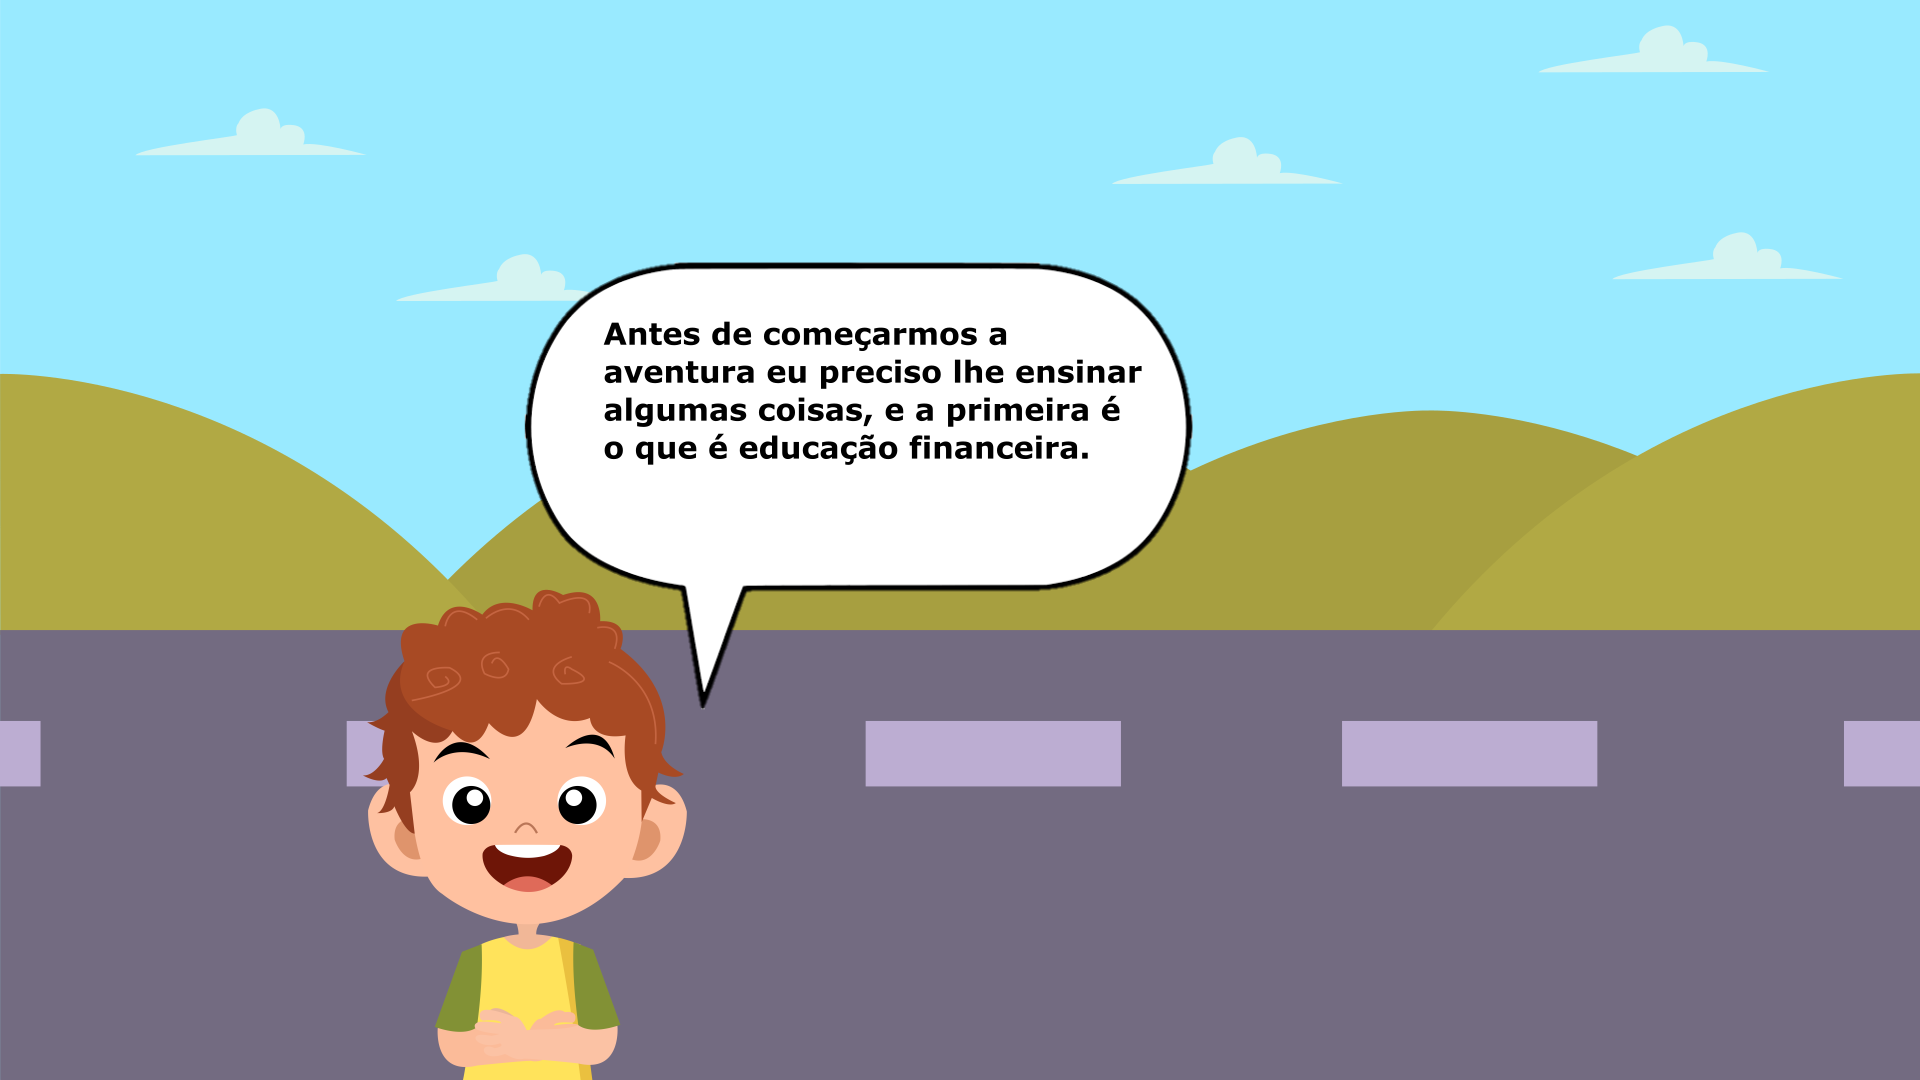 Antes de começarmos a
aventura eu preciso lhe ensinar
algumas coisas, e a primeira é
o que é educação financeira.